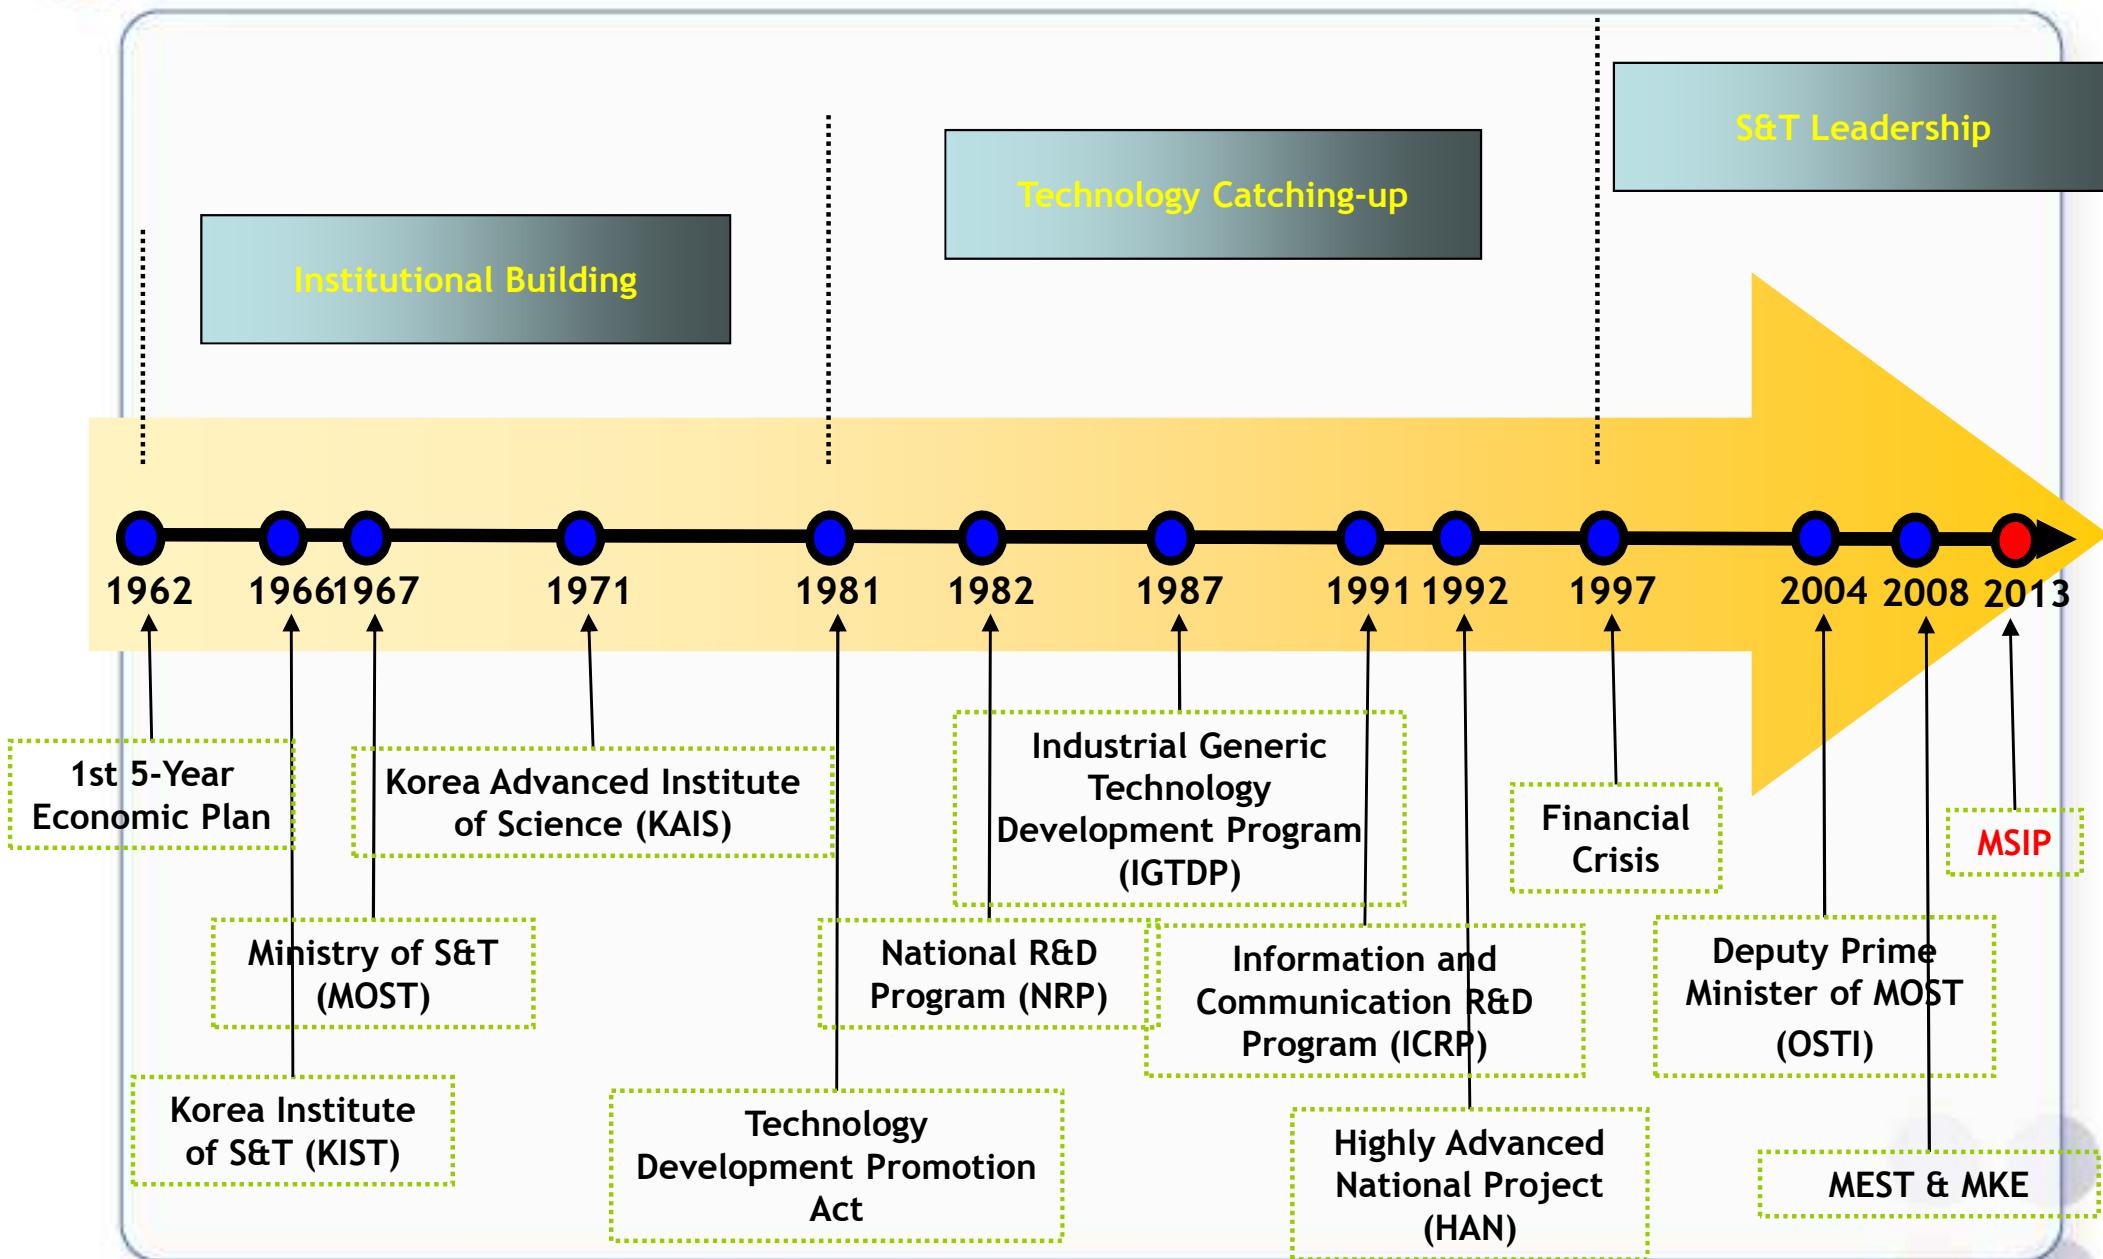 S&T Leadership
Technology Catching-up
Institutional Building
1962
1966
1967
1971
1981
1982
1987
1991
1992
1997
2004
2008
2013
1st 5-Year
Economic Plan
Korea Advanced Institute
of Science (KAIS)
Industrial Generic
Technology
Development Program
(IGTDP)
Financial
Crisis
MSIP
Ministry of S&T
(MOST)
National R&D
Program (NRP)
Information and
Communication R&D
Program (ICRP)
Deputy Prime
Minister of MOST
(OSTI)
Korea Institute
of S&T (KIST)
Technology
Development Promotion
Act
Highly Advanced
National Project
(HAN)
MEST & MKE